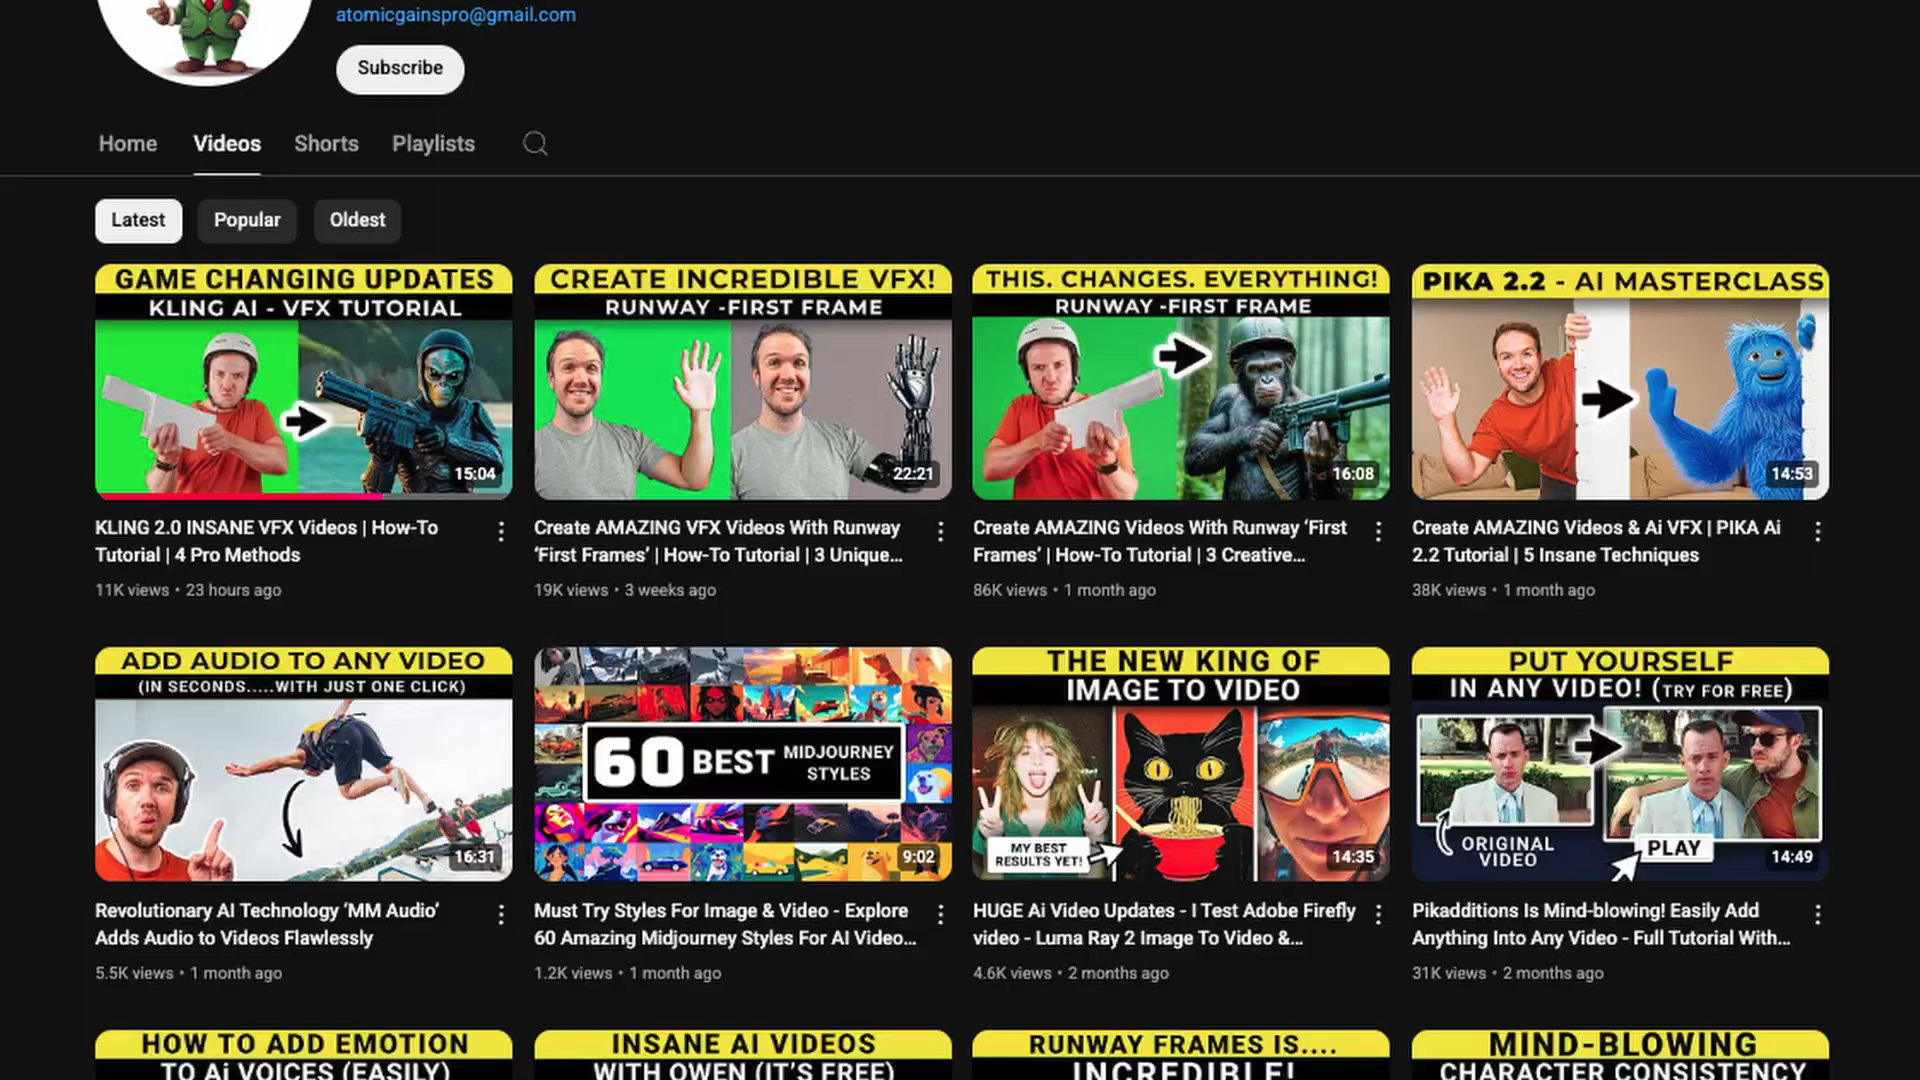 atomicgainspro@gmail.com
Subscribe
Home
Videos
Shorts
Playlists
Latest
Popular
Oldest
GAME CHANGING UPDATES
KLING AI - VFX TUTORIAL
15:04
CREATE INCREDIBLE VFX!
RUNWAY -FIRST FRAME
22:21
THIS. CHANGES. EVERYTHING!
RUNWAY -FIRST FRAME
16:08
PIKA 2.2 - AI MASTERCLASS
14:53
KLING 2.0 INSANE VFX Videos | How-To
Tutorial | 4 Pro Methods
11K views • 23 hours ago
Create AMAZING VFX Videos With Runway
‘First Frames’ | How-To Tutorial | 3 Unique...
19K views • 3 weeks ago
Create AMAZING Videos With Runway ‘First
Frames’ | How-To Tutorial | 3 Creative...
86K views • 1 month ago
Create AMAZING Videos & Ai VFX | PIKA Ai
2.2 Tutorial | 5 Insane Techniques
38K views • 1 month ago
ADD AUDIO TO ANY VIDEO
(IN SECONDS.....WITH JUST ONE CLICK)
16:31
60 BEST MIDJOURNEY
STYLES
9:02
THE NEW KING OF
IMAGE TO VIDEO
MY BEST
RESULTS YET!
14:35
PUT YOURSELF
IN ANY VIDEO! (TRY FOR FREE)
ORIGINAL
VIDEO
PLAY
14:49
Revolutionary AI Technology ‘MM Audio’
Adds Audio to Videos Flawlessly
5.5K views • 1 month ago
Must Try Styles For Image & Video - Explore
60 Amazing Midjourney Styles For AI Video...
1.2K views • 1 month ago
HUGE Ai Video Updates - I Test Adobe Firefly
video - Luma Ray 2 Image To Video &...
4.6K views • 2 months ago
Pikadditions Is Mind-blowing! Easily Add
Anything Into Any Video - Full Tutorial With...
31K views • 2 months ago
HOW TO ADD EMOTION
TO Ai VOICES (EASILY)
INSANE AI VIDEOS
WITH QWEN (IT'S FREE)
RUNWAY FRAMES IS....
INCREDIBLE!
MIND-BLOWING
CHARACTER CONSISTENCY